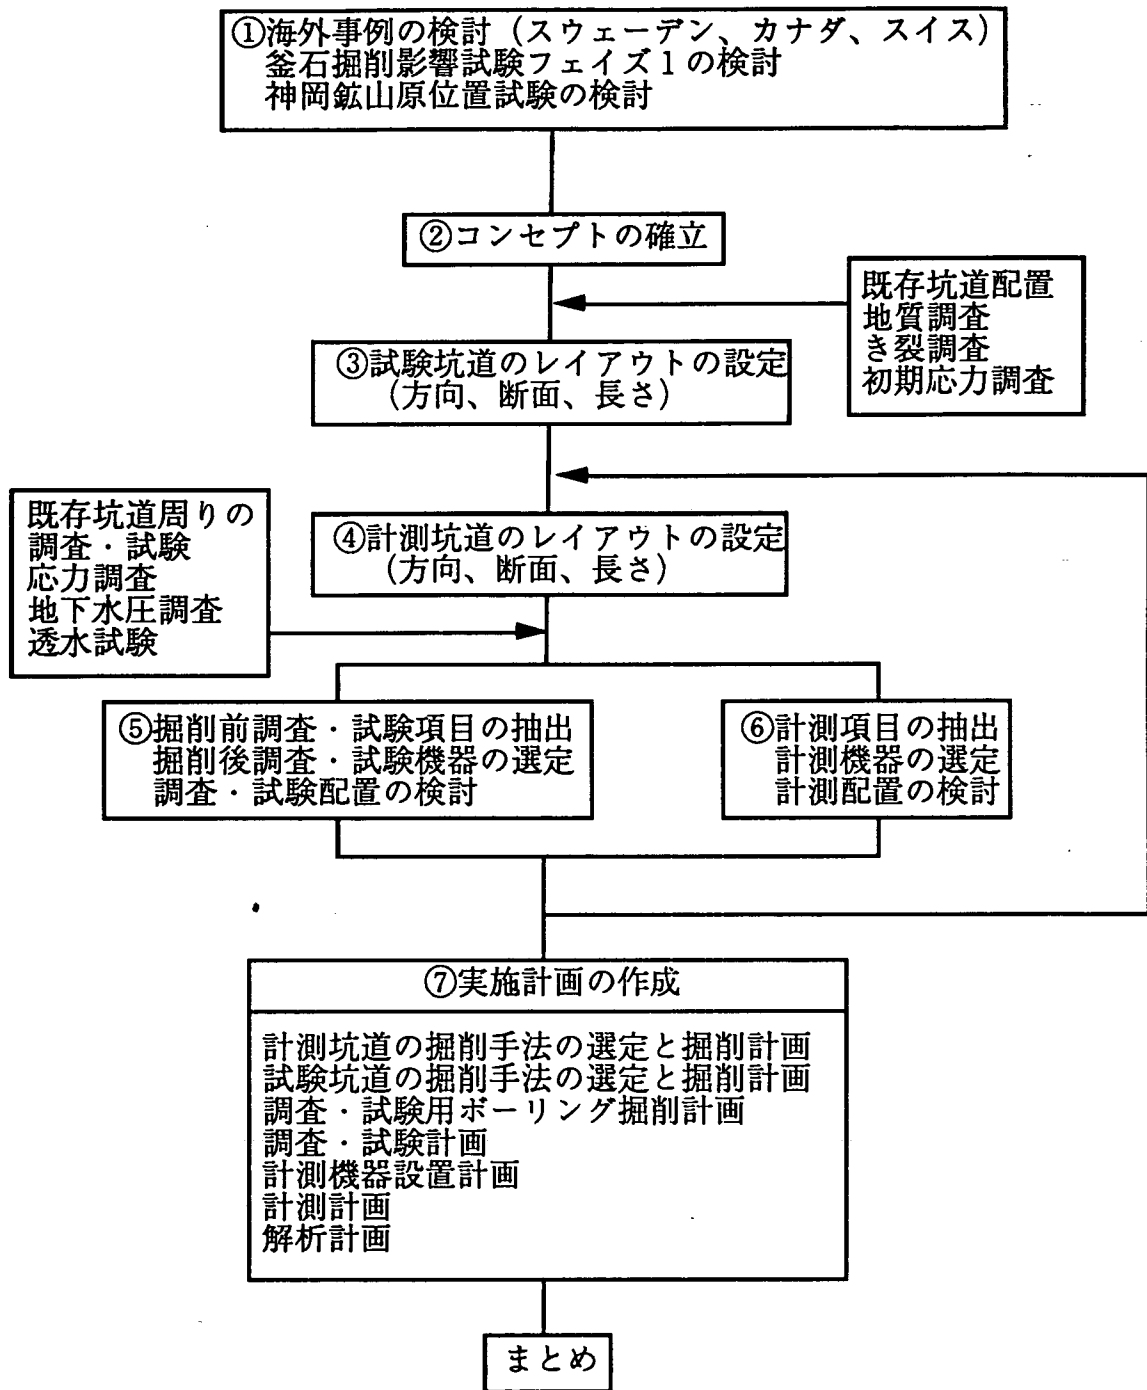 ①海外事例の検討（スウェーデン、カナダ、スイス）
釜石掘削影響試験フェイズ１の検討
神岡鉱山原位置試験の検討
②コンセプトの確立
既存坑道配置
地質調査
き裂調査
初期応力調査
③試験坑道のレイアウトの設定
（方向、断面、長さ）
既存坑道周りの
調査・試験
応力調査
地下水圧調査
透水試験
④計測坑道のレイアウトの設定
（方向、断面、長さ）
⑤掘削前調査・試験項目の抽出
掘削後調査・試験機器の選定
調査・試験配置の検討
⑥計測項目の抽出
計測機器の選定
計測配置の検討
⑦実施計画の作成
計測坑道の掘削手法の選定と掘削計画
試験坑道の掘削手法の選定と掘削計画
調査・試験用ボーリング掘削計画
調査・試験計画
計測機器設置計画
計測計画
解析計画
まとめ